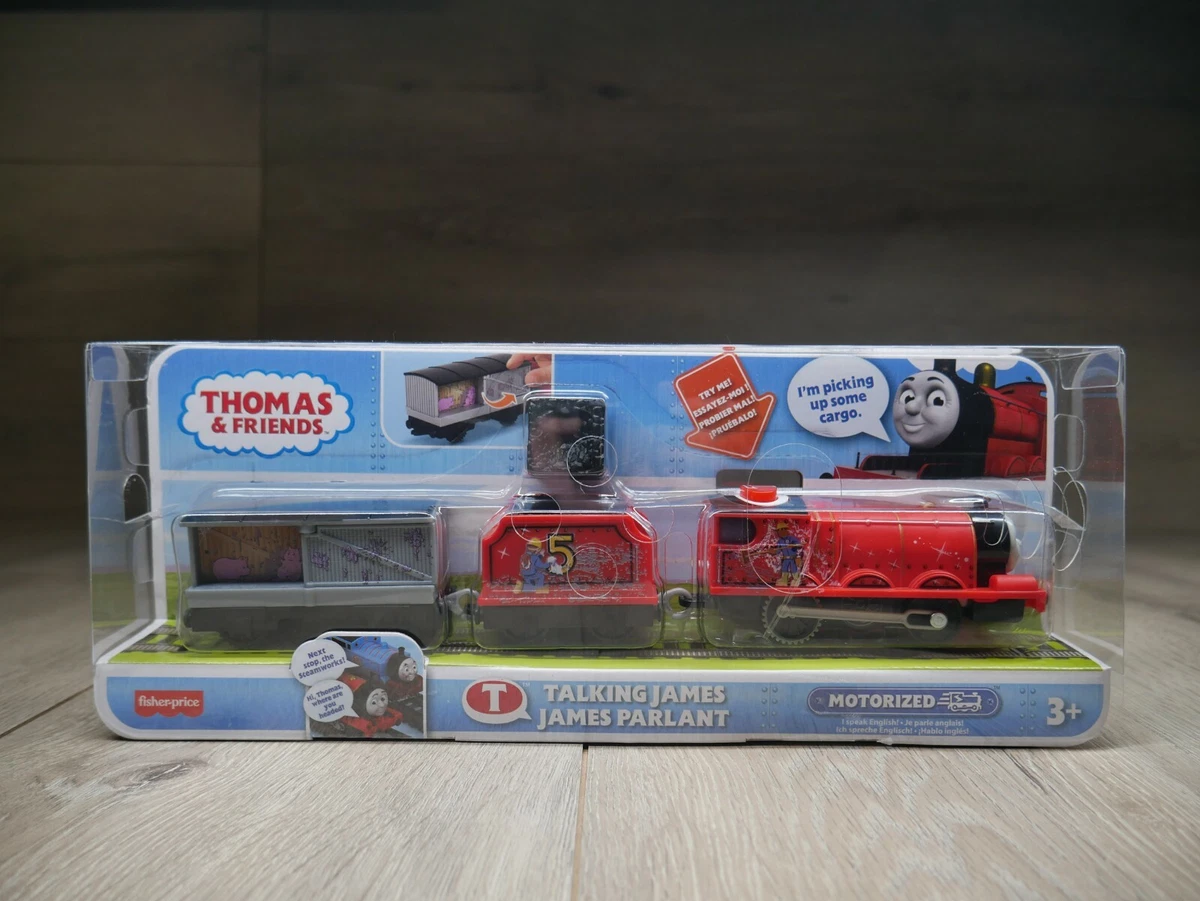 THOMAS
& FRIENDS™
TRY ME!
ESSAYEZ-MOI!
PROBIER MAL!
¡PRUÉBALO!
I'm picking
up some
cargo.
5
Next
stop, the
Steamworks!
Hi, Thomas,
where are
you
headed?
fisher-price
T
TALKING JAMES
JAMES PARLANT
MOTORIZED
I speak English! • Je parle anglais!
Ich spreche Englisch! • ¡Hablo inglés!
3+